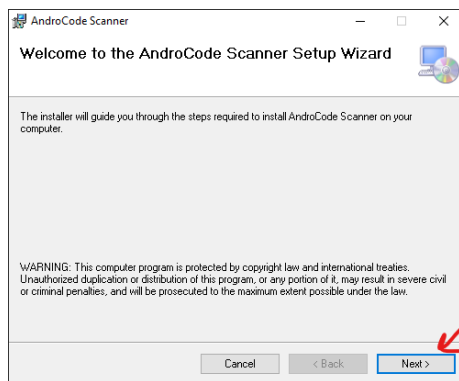 AndroCode Scanner
Welcome to the AndroCode Scanner Setup Wizard
The installer will guide you through the steps required to install AndroCode Scanner on your
computer.
WARNING: This computer program is protected by copyright law and international treaties.
Unauthorized duplication or distribution of this program, or any portion of it, may result in severe civil
or criminal penalties, and will be prosecuted to the maximum extent possible under the law.
Cancel
< Back
Next >